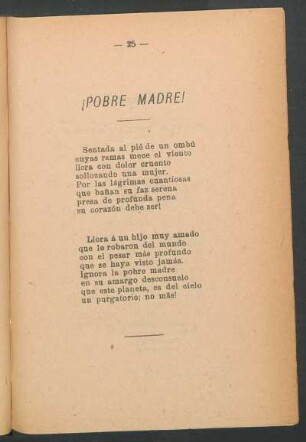 — 25 —
¡POBRE MADRE!
Sentada al pié de un ombú
cuyas ramas mece el viento
llora con dolor cruento
sollozando una mujer.
Por las lágrimas cuantiosas
que bañan su faz serena
presa de profunda pena
su corazón debe ser!
Llora á un hijo muy amado
que le robaron del mundo
con el pesar más profundo
que se haya visto jamás.
Ignora la pobre madre
en su amargo desconsuelo
que este planeta, es del cielo
un purgatorio; no más!